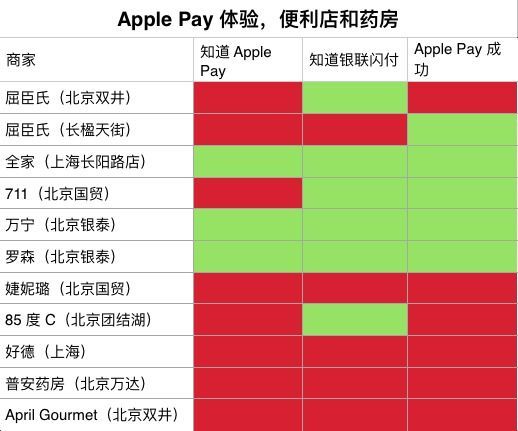 Apple Pay 体验，便利店和药房
商家
知道 Apple
Pay
知道银联闪付
Apple Pay 成
功
屈臣氏（北京双井）
屈臣氏（长楹天街）
全家（上海长阳路店）
711（北京国贸）
万宁（北京银泰）
罗森（北京银泰）
婕妮璐（北京国贸）
85 度 C（北京团结湖）
好德（上海）
普安药房（北京万达）
April Gourmet（北京双井）